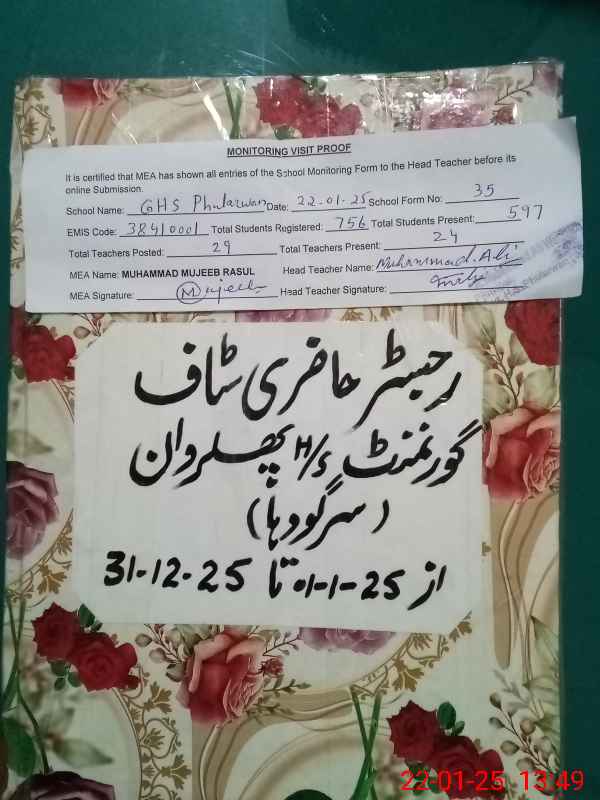 MONITORING VISIT PROOF
It is certified that MEA has shown all entries of the School Monitoring Form to the Head Teacher before its
online Submission.
School Name: GHS Phularwan Date: 22-01-25 School Form No: 35
EMIS Code: 38410001 Total Students Registered: 756 Total Students Present: 597
Total Teachers Posted: 29 Total Teachers Present: 24
MEA Name: MUHAMMAD MUJEEB RASUL Head Teacher Name: Muhammad Ali
MEA Signature: Mujeeb Head Teacher Signature:
رجسٹر حاضری سٹاف
گورنمنٹ H/S پھلروان
(سرگودہا)
از 01-1-25 تا 31-12-25
22-01-25 13:49